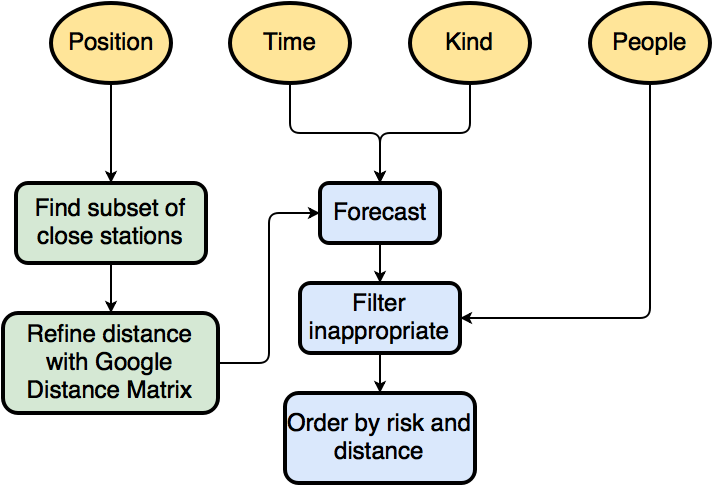 Position
Time
Kind
People
Find subset of
close stations
Forecast
Refine distance
with Google
Distance Matrix
Filter
inappropriate
Order by risk and
distance